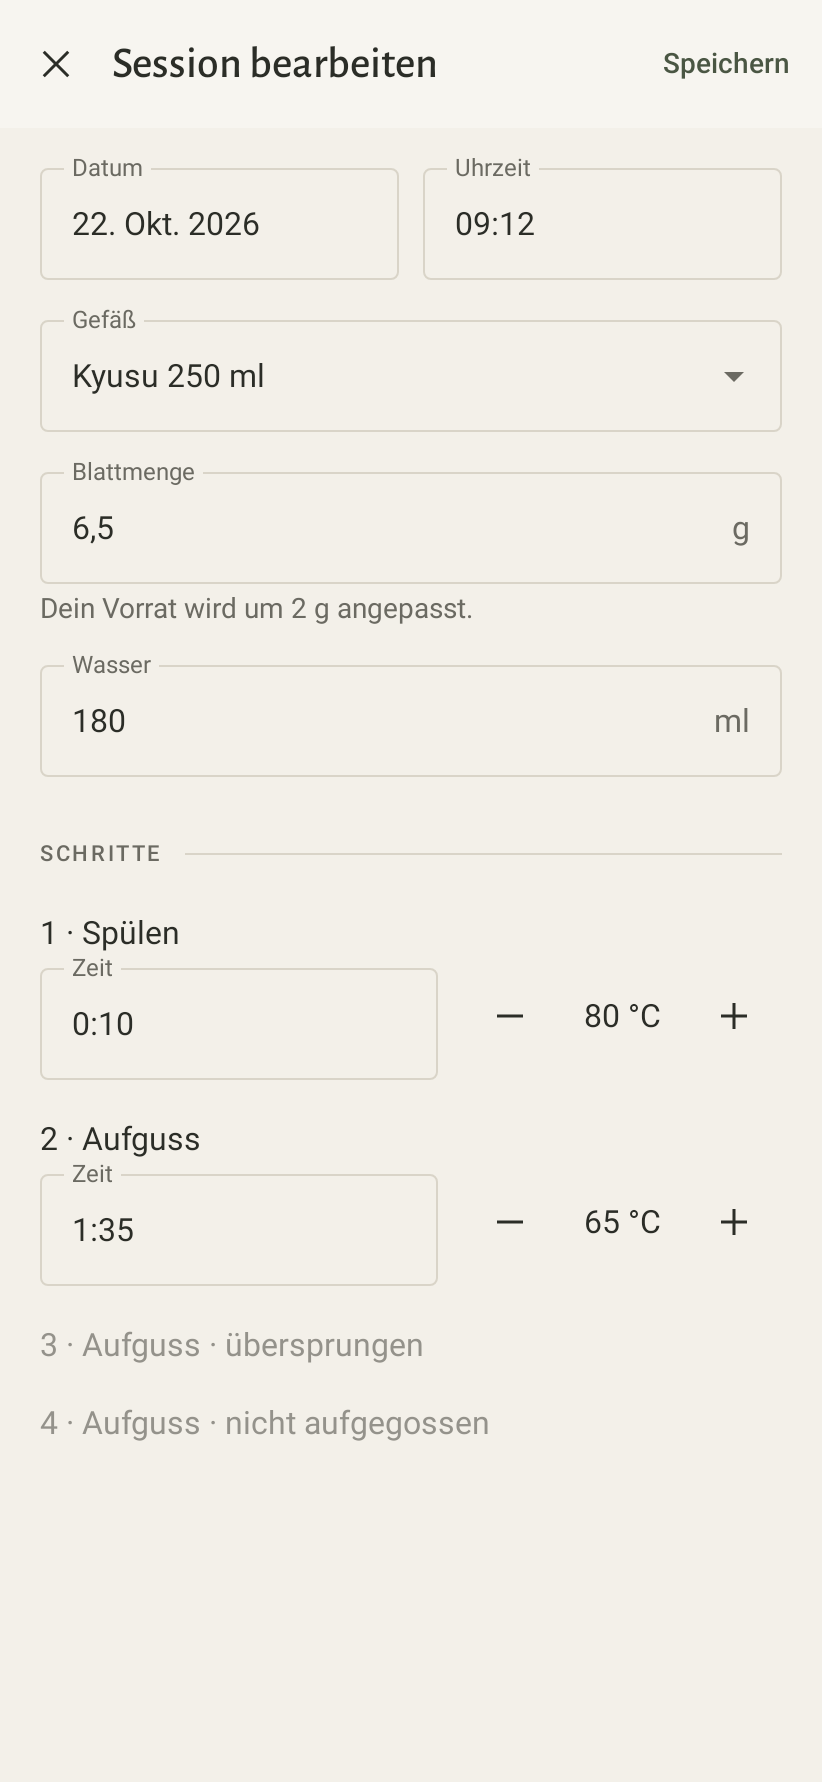 Session bearbeiten
Speichern
Datum
22. Okt. 2026
Uhrzeit
09:12
Gefäß
Kyusu 250 ml
Blattmenge
6,5 g
Dein Vorrat wird um 2 g angepasst.
Wasser
180 ml
SCHRITTE
1 · Spülen
Zeit
0:10
80 °C
2 · Aufguss
Zeit
1:35
65 °C
3 · Aufguss · übersprungen
4 · Aufguss · nicht aufgegossen